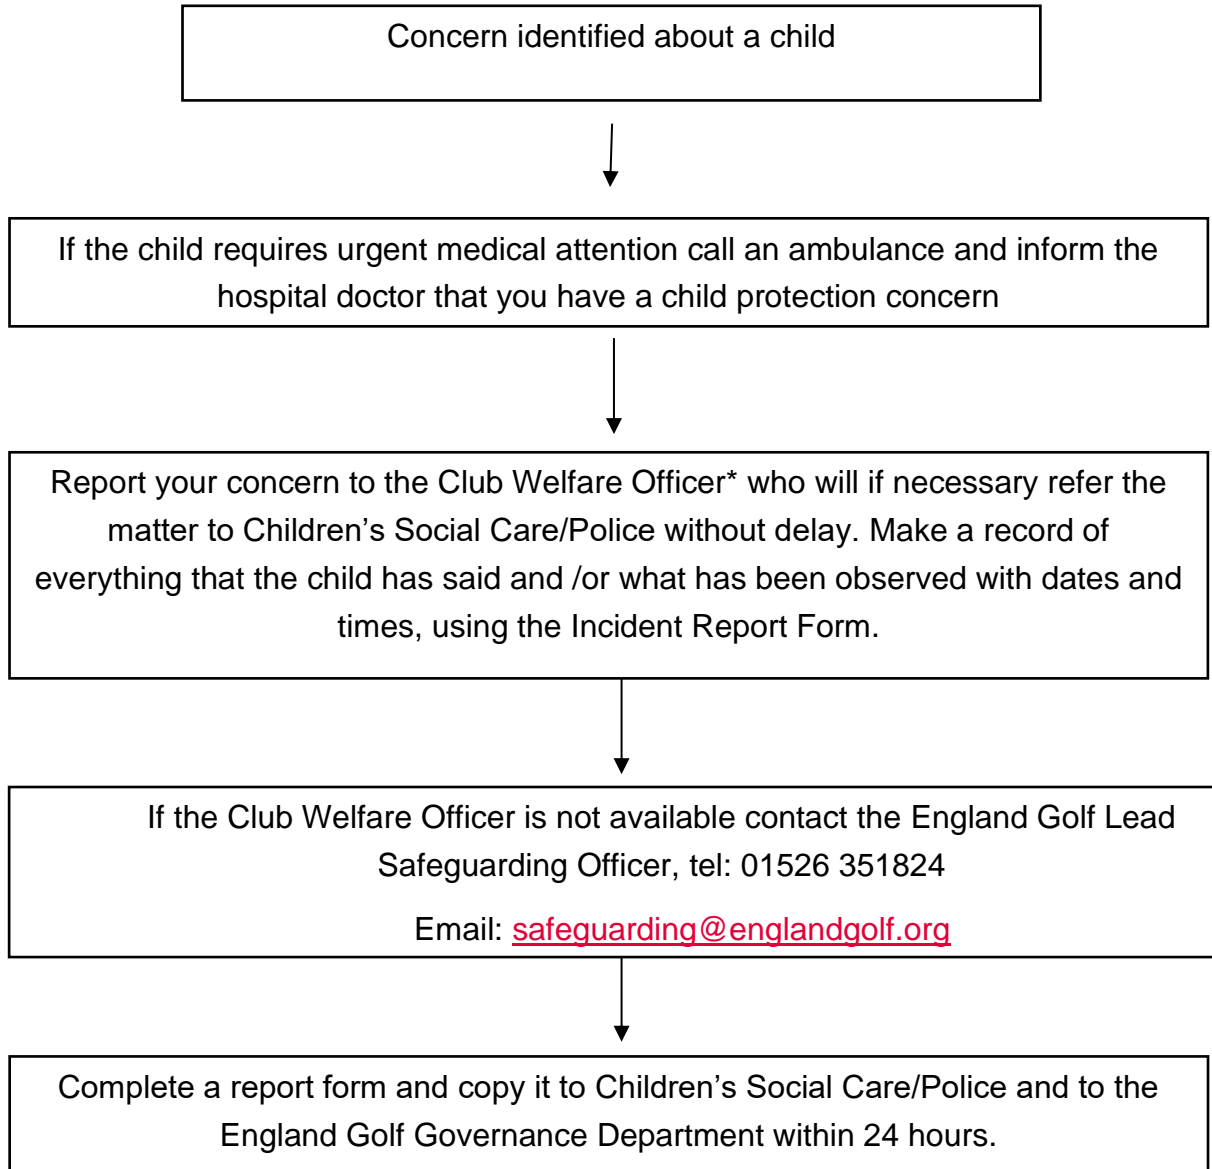 Concern identified about a child
If the child requires urgent medical attention call an ambulance and inform the
hospital doctor that you have a child protection concern
Report your concern to the Club Welfare Officer* who will if necessary refer the
matter to Children’s Social Care/Police without delay. Make a record of
everything that the child has said and /or what has been observed with dates and
times, using the Incident Report Form.
If the Club Welfare Officer is not available contact the England Golf Lead
Safeguarding Officer, tel: 01526 351824
Email: safeguarding@englandgolf.org
Complete a report form and copy it to Children’s Social Care/Police and to the
England Golf Governance Department within 24 hours.